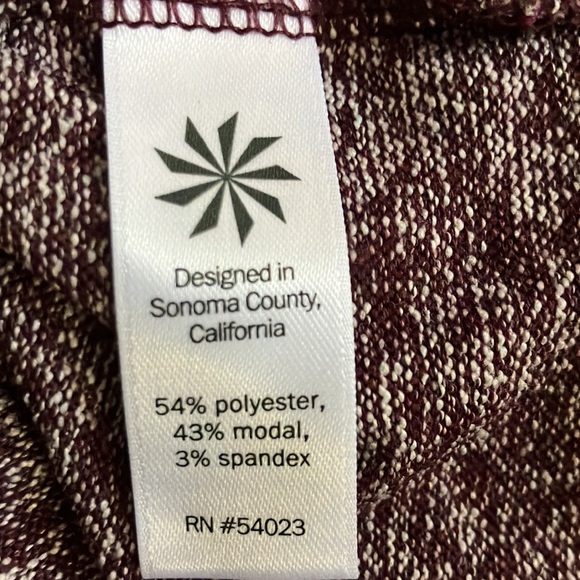 Designed in
Sonoma County,
California
54% polyester,
43% modal,
3% spandex
RN #54023